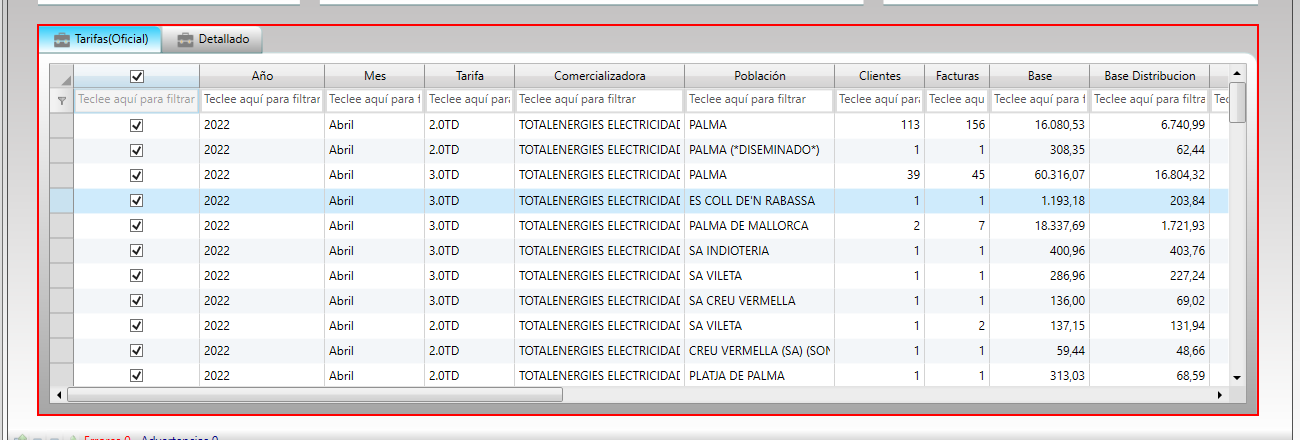 Tarifas(Oficial) Detallado
Año Mes Tarifa Comercializadora Población Clientes Facturas Base Base Distribucion
Teclee aquí para filtrar Teclee aquí para filtrar Teclee aquí para f Teclee aquí par Teclee aquí para filtrar Teclee aquí para filtrar Teclee aquí par Teclee aqu Teclee aquí para f Teclee aquí para filtra Tecl
2022 Abril 2.0TD TOTALENERGIES ELECTRICIDAD PALMA 113 156 16.080,53 6.740,99
2022 Abril 2.0TD TOTALENERGIES ELECTRICIDAD PALMA (*DISEMINADO*) 1 1 308,35 62,44
2022 Abril 3.0TD TOTALENERGIES ELECTRICIDAD PALMA 39 45 60.316,07 16.804,32
2022 Abril 3.0TD TOTALENERGIES ELECTRICIDAD ES COLL DE'N RABASSA 1 1 1.193,18 203,84
2022 Abril 3.0TD TOTALENERGIES ELECTRICIDAD PALMA DE MALLORCA 2 7 18.337,69 1.721,93
2022 Abril 3.0TD TOTALENERGIES ELECTRICIDAD SA INDIOTERIA 1 1 400,96 403,76
2022 Abril 3.0TD TOTALENERGIES ELECTRICIDAD SA VILETA 1 1 286,96 227,24
2022 Abril 3.0TD TOTALENERGIES ELECTRICIDAD SA CREU VERMELLA 1 1 136,00 69,02
2022 Abril 2.0TD TOTALENERGIES ELECTRICIDAD SA VILETA 1 2 137,15 131,94
2022 Abril 2.0TD TOTALENERGIES ELECTRICIDAD CREU VERMELLA (SA) (SON 1 1 59,44 48,66
2022 Abril 2.0TD TOTALENERGIES ELECTRICIDAD PLATJA DE PALMA 1 1 313,03 68,59
Errores 0 Advertencias 0